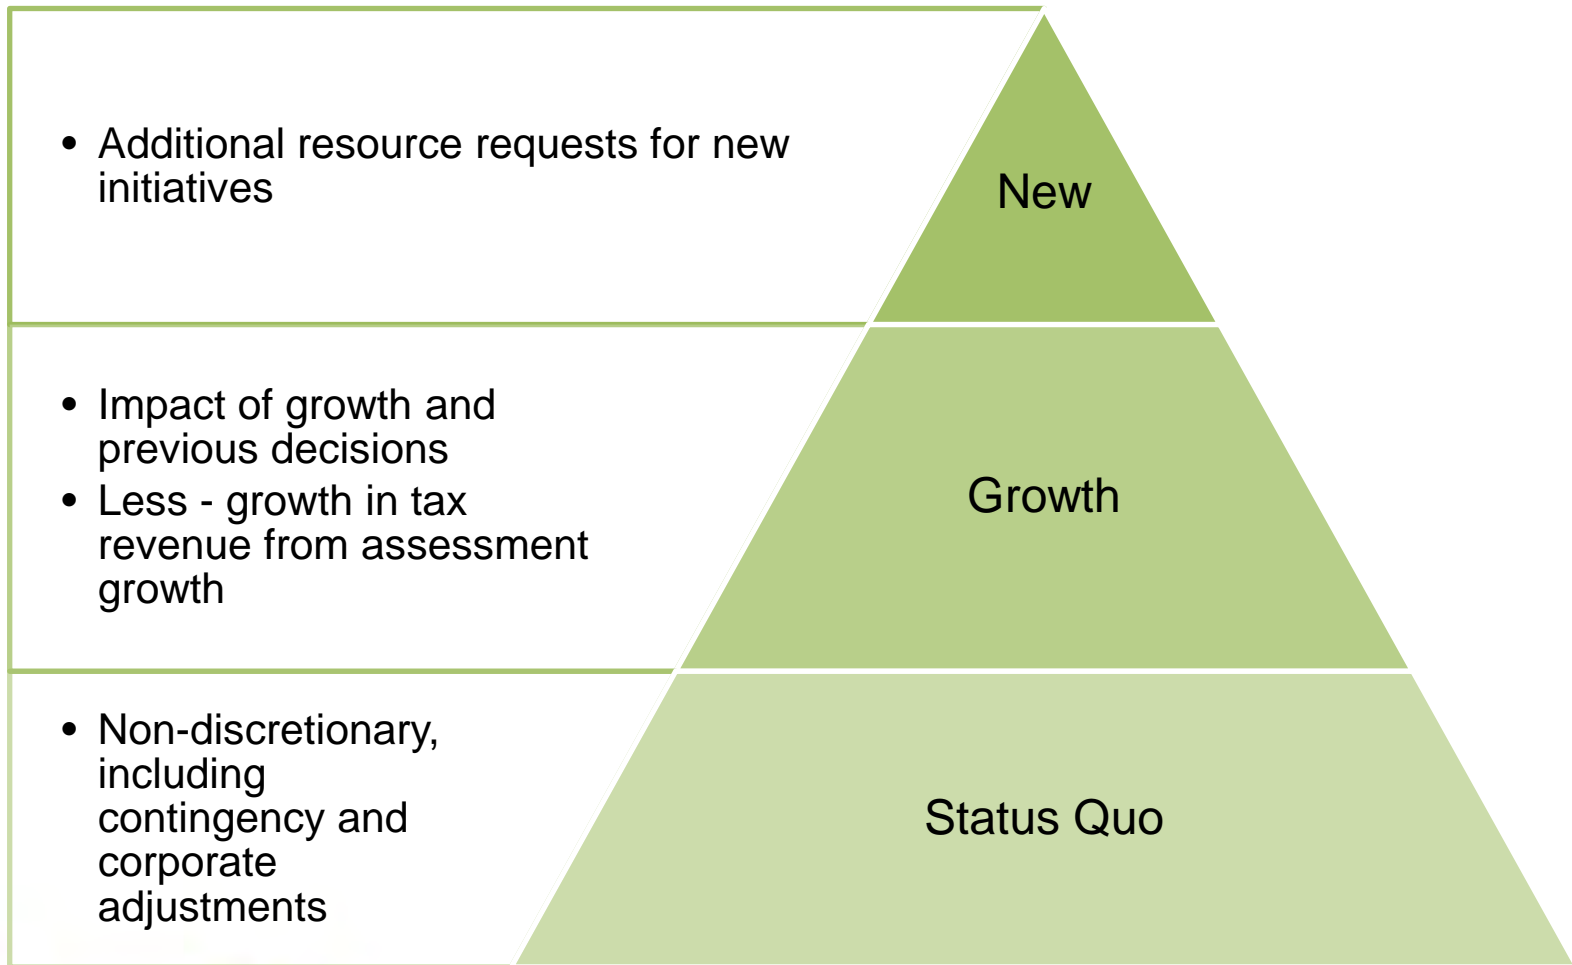 • Additional resource requests for new
initiatives
New
• Impact of growth and
previous decisions
• Less - growth in tax
revenue from assessment
growth
Growth
• Non-discretionary,
including
contingency and
corporate
adjustments
Status Quo